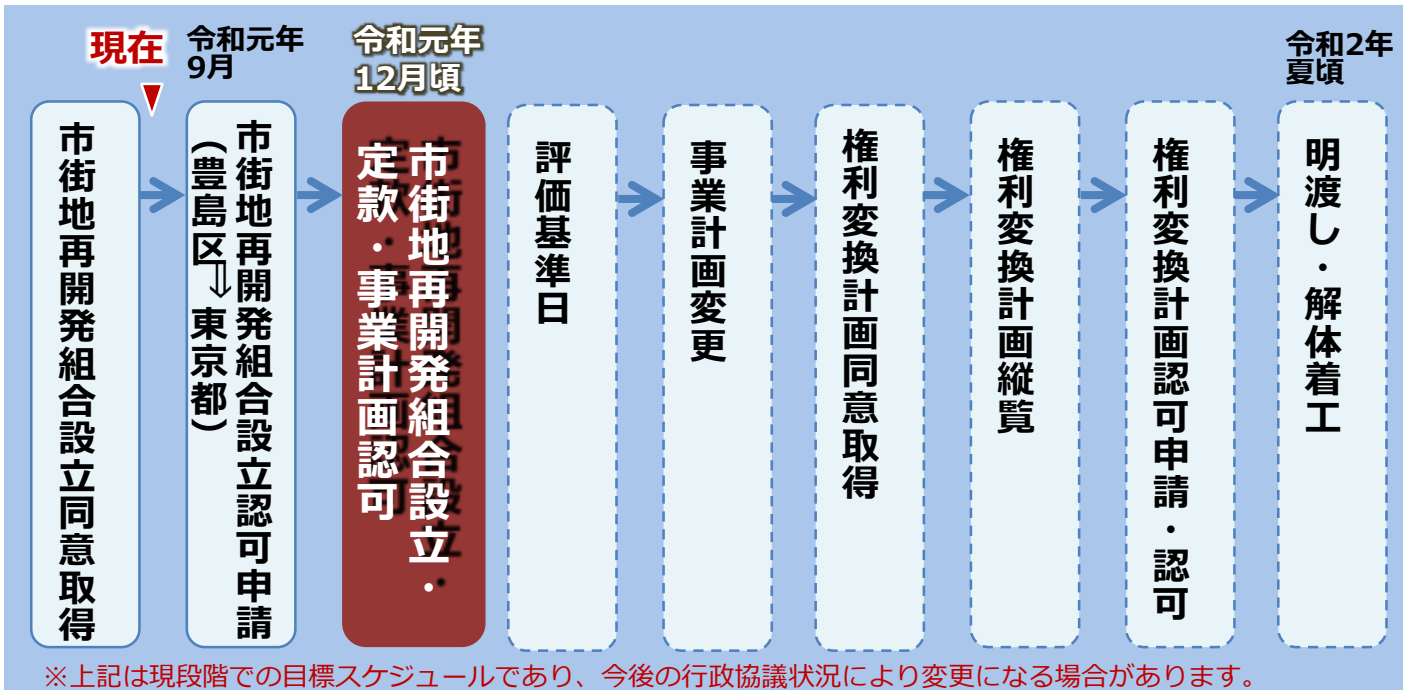 現在
令和元年
9月
令和元年
12月頃
令和2年
夏頃
市街地再開発組合設立同意取得
市街地再開発組合設立認可申請
(豊島区⇒東京都)
市街地再開発組合設立・
定款・事業計画認可
評価基準日
事業計画変更
権利変換計画同意取得
権利変換計画縦覧
権利変換計画認可申請・認可
明渡し・解体着工
※上記は現段階での目標スケジュールであり、今後の行政協議状況により変更になる場合があります。